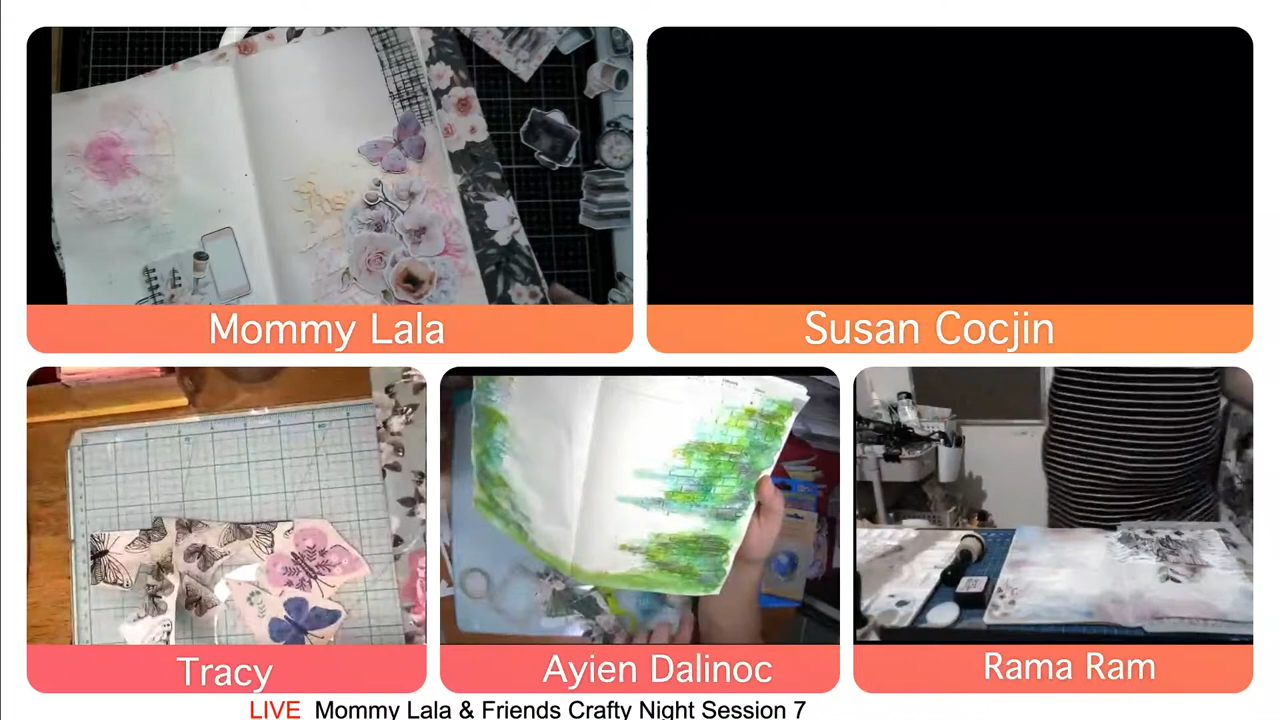 Mommy Lala
Susan Cocjin
Tracy
Ayien Dalinoc
Rama Ram
LIVE Mommy Lala & Friends Crafty Night Session 7